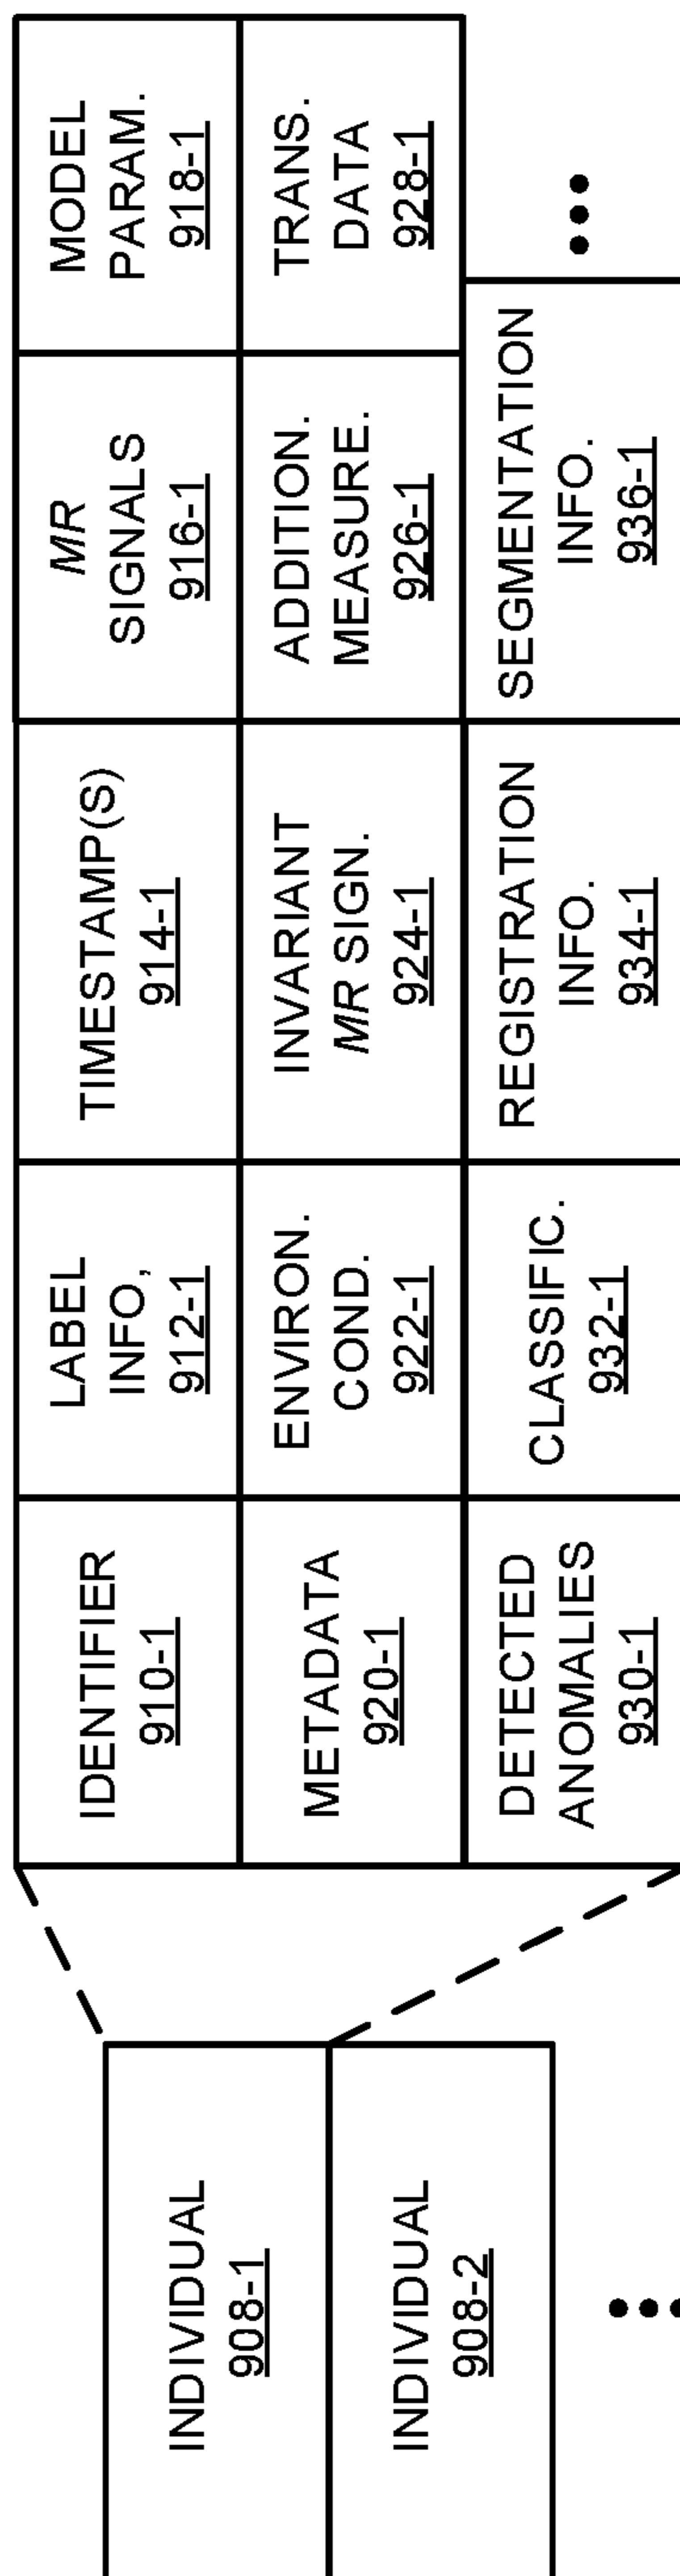 INDIVIDUAL
908-1
INDIVIDUAL
908-2
IDENTIFIER
910-1
LABEL
INFO,
912-1
TIMESTAMP(S)
914-1
MR
SIGNALS
916-1
MODEL
PARAM.
918-1
METADATA
920-1
ENVIRON.
COND.
922-1
INVARIANT
MR SIGN.
924-1
ADDITION.
MEASURE.
926-1
TRANS.
DATA
928-1
DETECTED
ANOMALIES
930-1
CLASSIFIC.
932-1
REGISTRATION
INFO.
934-1
SEGMENTATION
INFO.
936-1